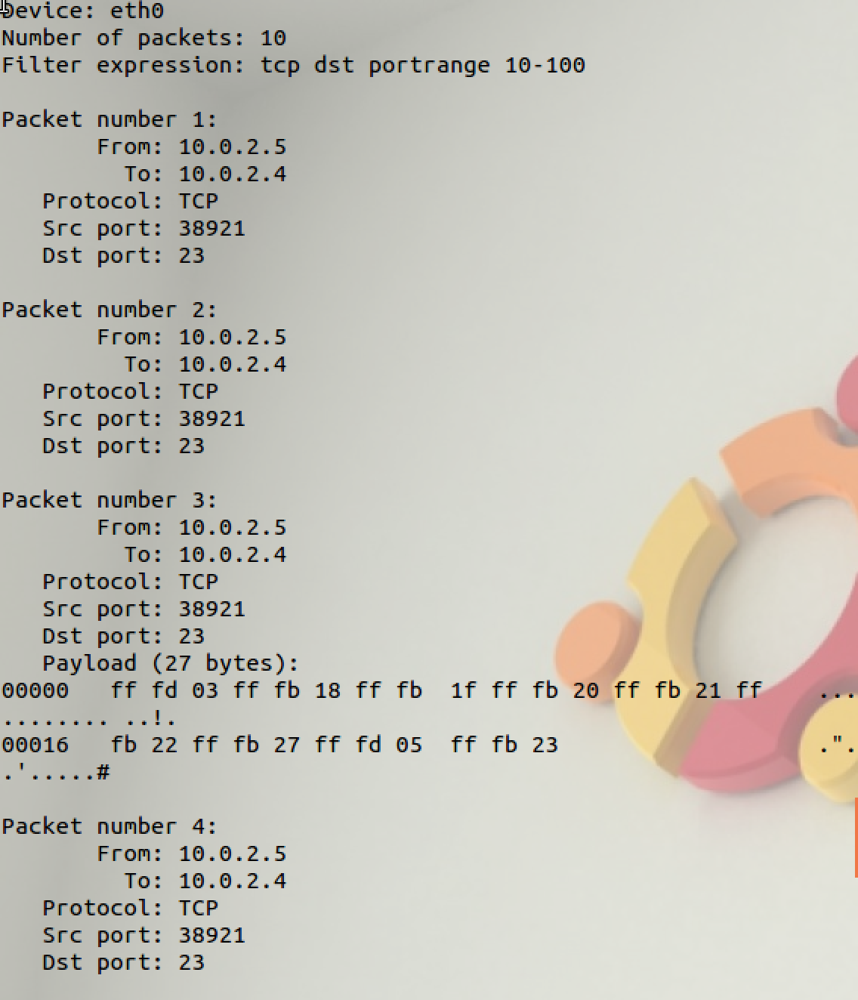 Device: eth0
Number of packets: 10
Filter expression: tcp dst portrange 10-100

Packet number 1:
       From: 10.0.2.5
         To: 10.0.2.4
   Protocol: TCP
   Src port: 38921
   Dst port: 23

Packet number 2:
       From: 10.0.2.5
         To: 10.0.2.4
   Protocol: TCP
   Src port: 38921
   Dst port: 23

Packet number 3:
       From: 10.0.2.5
         To: 10.0.2.4
   Protocol: TCP
   Src port: 38921
   Dst port: 23
   Payload (27 bytes):
00000   ff fd 03 ff fb 18 ff fb  1f ff fb 20 ff fb 21 ff    ...
........ ..!.
00016   fb 22 ff fb 27 ff fd 05  ff fb 23                   .".
.'.....#

Packet number 4:
       From: 10.0.2.5
         To: 10.0.2.4
   Protocol: TCP
   Src port: 38921
   Dst port: 23